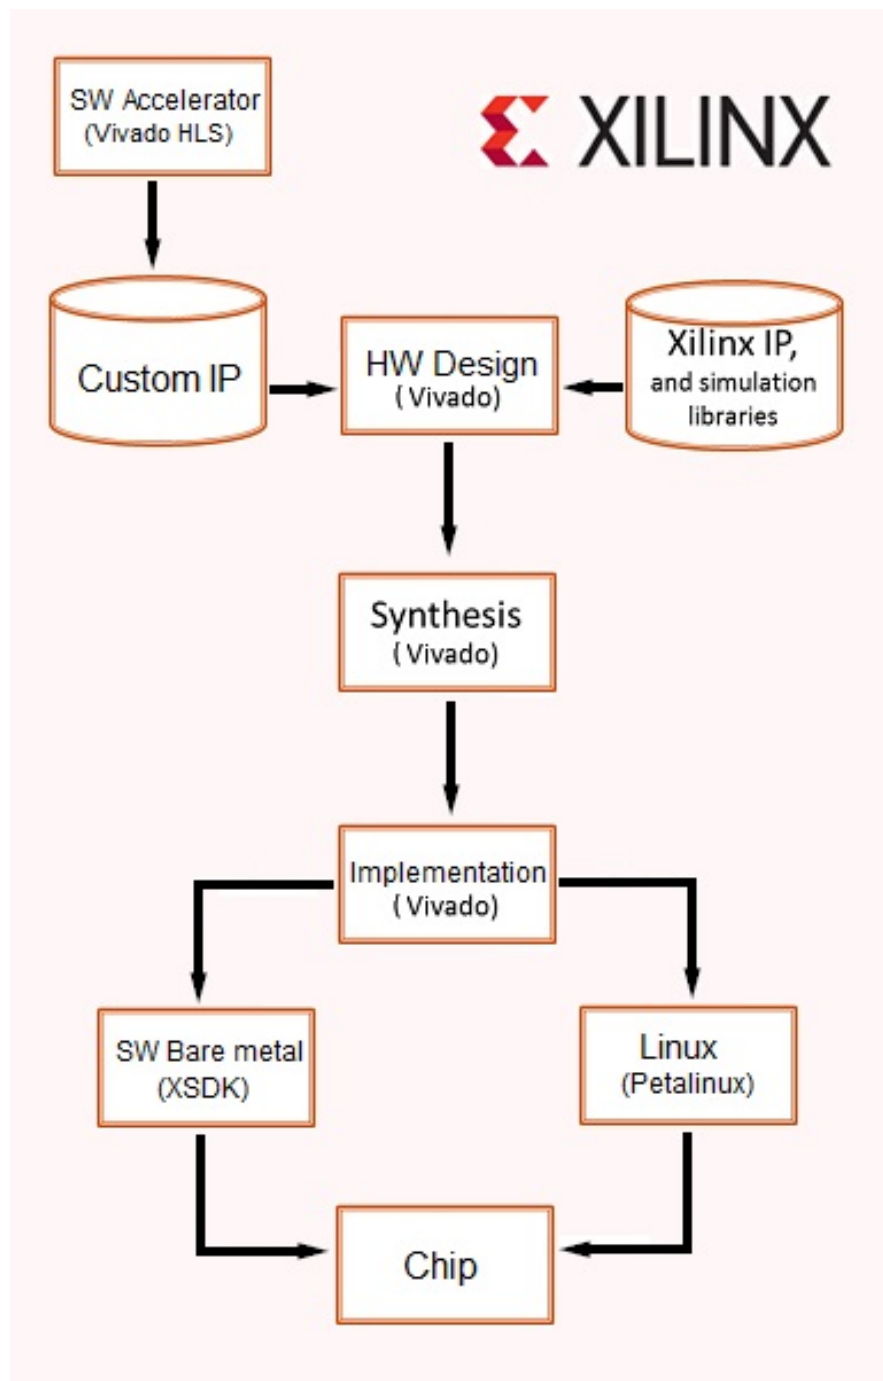 SW Accelerator
(Vivado HLS)
XILINX
Custom IP
HW Design
( Vivado)
Xilinx IP,
and simulation
libraries
Synthesis
( Vivado)
Implementation
( Vivado)
SW Bare metal
(XSDK)
Linux
(Petalinux)
Chip